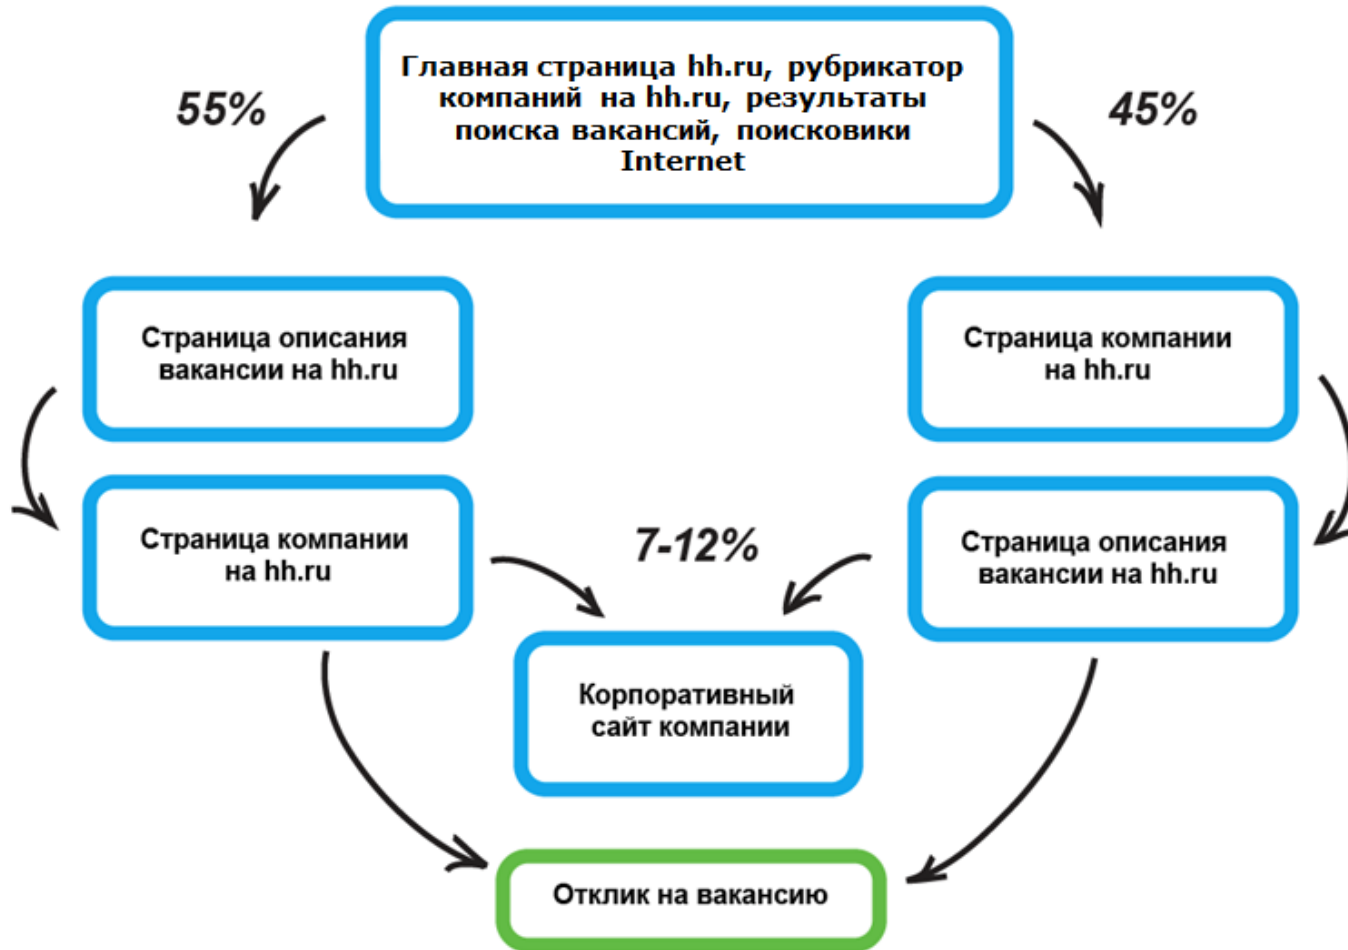 Главная страница hh.ru, рубрикатор
компаний на hh.ru, результаты
поиска вакансий, поисковики
Internet
55%
45%
Страница описания
вакансии на hh.ru
Страница компании
на hh.ru
Страница компании
на hh.ru
7-12%
Страница описания
вакансии на hh.ru
Корпоративный
сайт компании
Отклик на вакансию